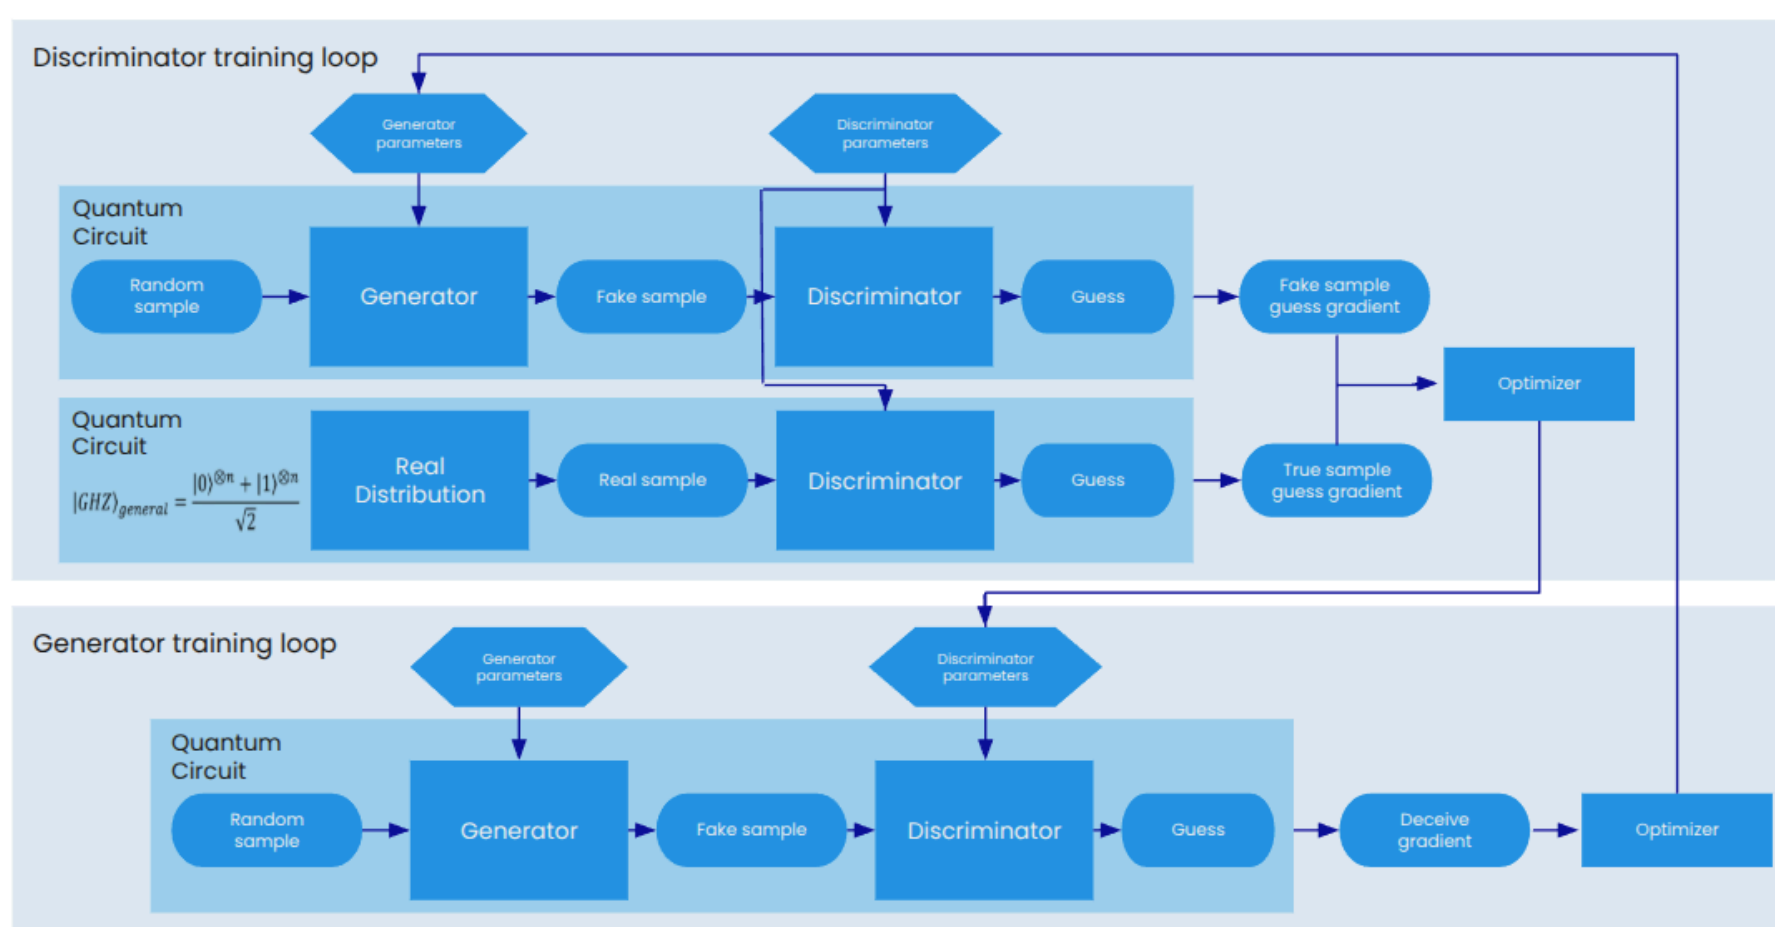 Discriminator training loop
Generator
parameters
Discriminator
parameters
Quantum
Circuit
Random
sample
Generator
Fake sample
Discriminator
Guess
Fake sample
guess gradient
Optimizer
Quantum
Circuit
|GHZ⟩general = |0⟩⊗n + |1⟩⊗n / √2
Real
Distribution
Real sample
Discriminator
Guess
True sample
guess gradient
Generator training loop
Generator
parameters
Discriminator
parameters
Quantum
Circuit
Random
sample
Generator
Fake sample
Discriminator
Guess
Deceive
gradient
Optimizer